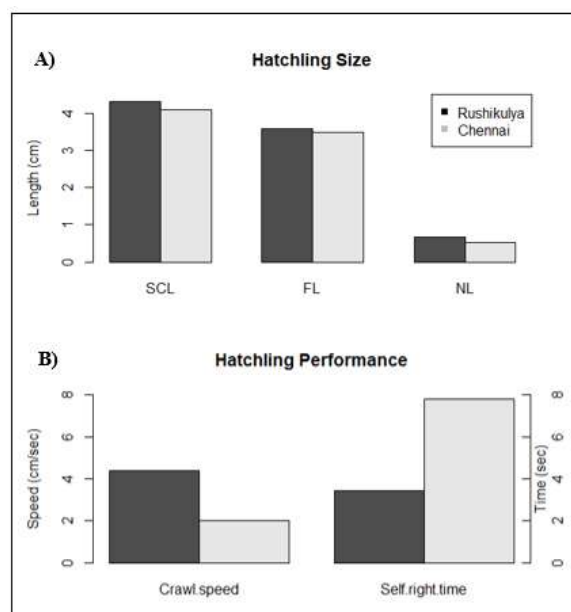 A)
Hatchling Size
Length (cm)
4
3
2
1
0
Rushikulya
Chennai
SCL FL NL
B)
Hatchling Performance
Speed (cm/sec)
8
6
4
2
0
8
6
4
2
0
Time (sec)
Crawl.speed Self.right.time